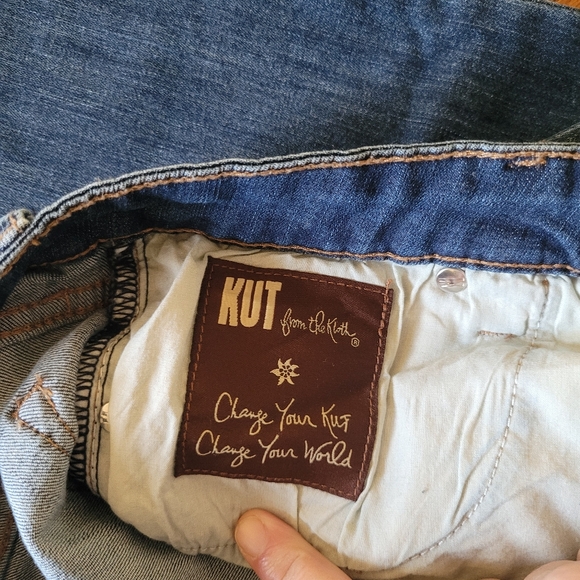 KUT from the Kloth®
Change Your Kut
Change Your World